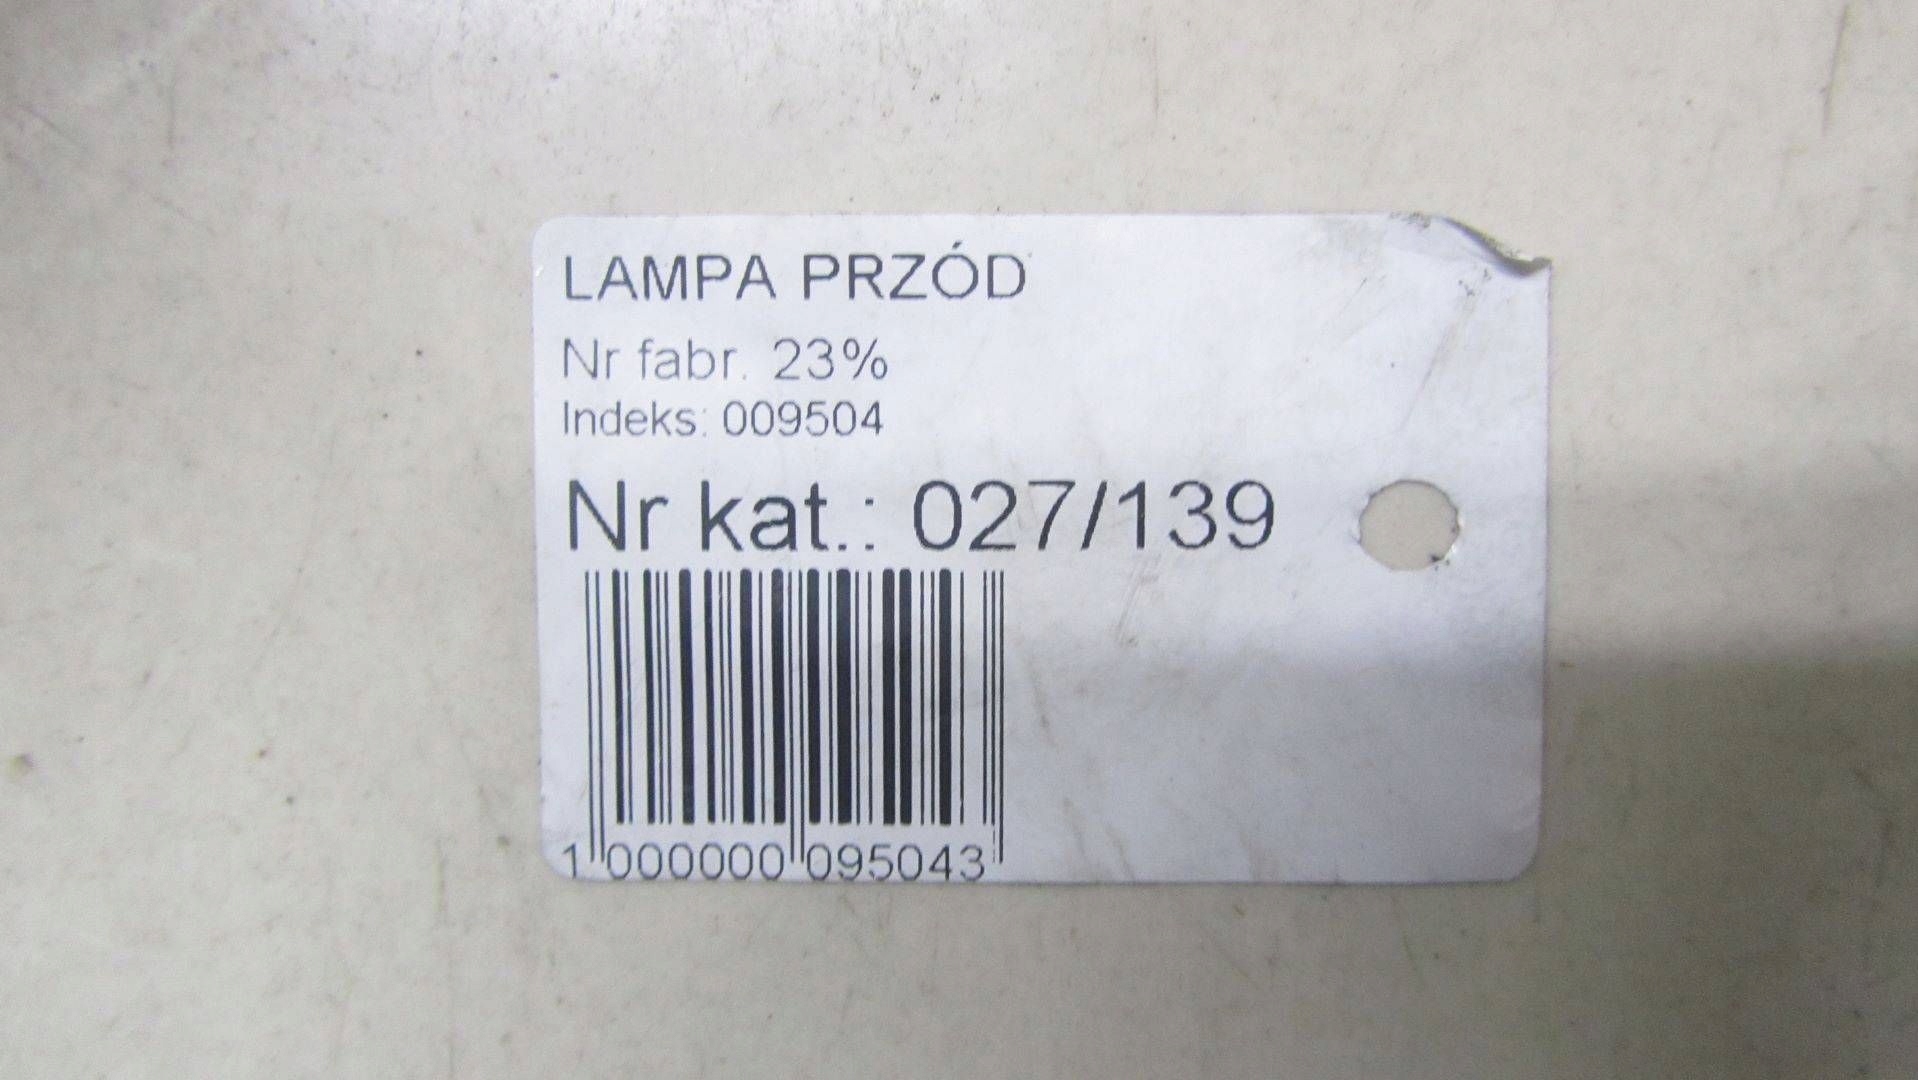 LAMPA PRZÓD
Nr fabr. 23%
Indeks: 009504
Nr kat.: 027/139
1 000000 095043